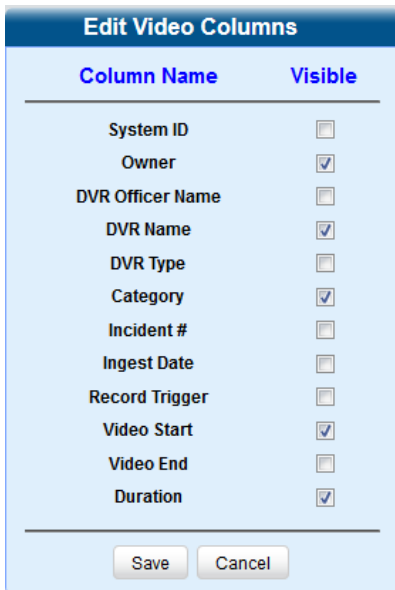 Edit Video Columns
Column Name Visible
System ID
Owner
DVR Officer Name
DVR Name
DVR Type
Category
Incident #
Ingest Date
Record Trigger
Video Start
Video End
Duration
Save Cancel